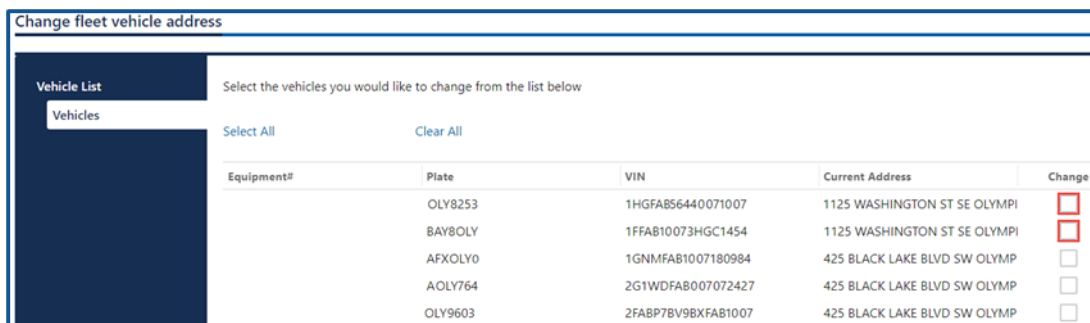 Change fleet vehicle address
Vehicle List
Vehicles
Select the vehicles you would like to change from the list below
Select All Clear All
Equipment# Plate VIN Current Address Change
OLY8253 1HGFAB56440071007 1125 WASHINGTON ST SE OLYMPI
BAY8OLY 1FFAB10073HGC1454 1125 WASHINGTON ST SE OLYMPI
AFXOLY0 1GNMFAB1007180984 425 BLACK LAKE BLVD SW OLYMP
AOLY764 2G1WDFAB007072427 425 BLACK LAKE BLVD SW OLYMP
OLY9603 2FABP7BV9BXFAB1007 425 BLACK LAKE BLVD SW OLYMP